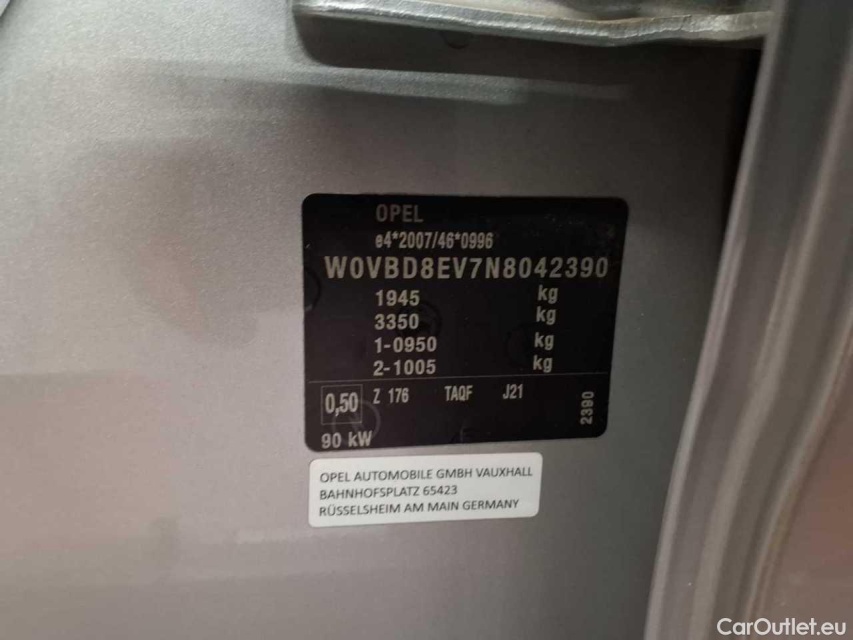 OPEL
e4*2007/46*0996
W0VBD8EV7N8042390
1945 kg
3350 kg
1-0950 kg
2-1005 kg
0,50 Z 176 TAQF J21 2390
90 kW
OPEL AUTOMOBILE GMBH VAUXHALL
BAHNHOFSPLATZ 65423
RÜSSELSHEIM AM MAIN GERMANY
CarOutlet.eu